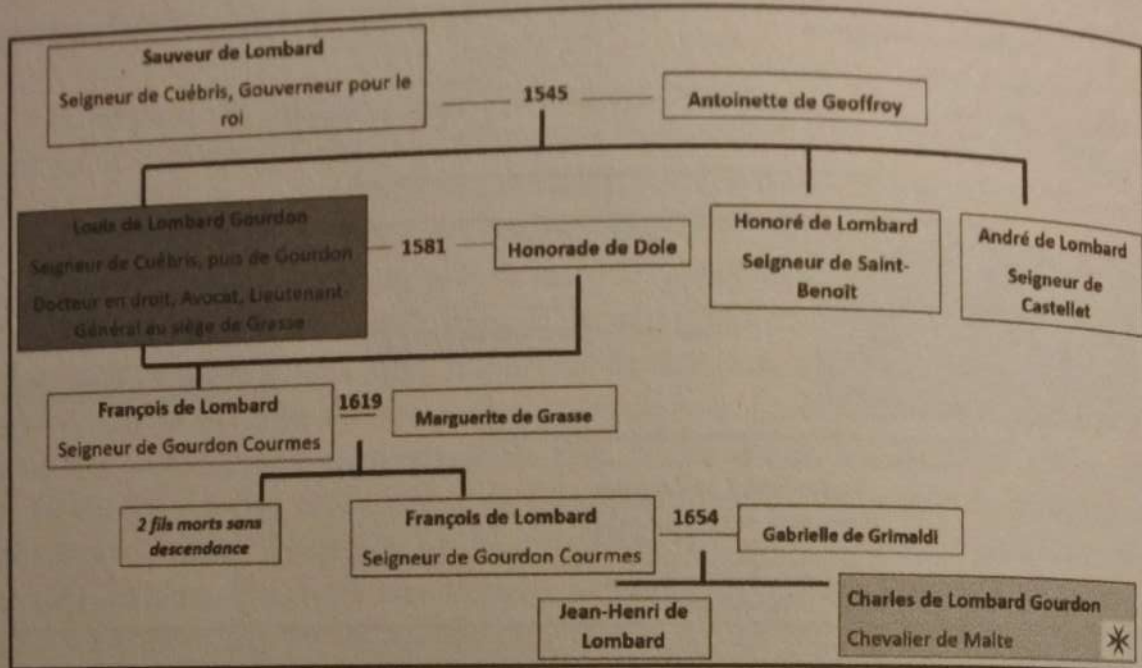 Sauveur de Lombard
Seigneur de Cuébris, Gouverneur pour le
roi
1545
Antoinette de Geoffroy
Louis de Lombard Gourdon
Seigneur de Cuébris, puis de Gourdon
Docteur en droit, Avocat, Lieutenant-
Général au siège de Grasse
1581
Honorade de Dole
Honoré de Lombard
Seigneur de Saint-
Benoît
André de Lombard
Seigneur de
Castellet
François de Lombard
Seigneur de Gourdon Courmes
1619
Marguerite de Grasse
2 fils morts sans
descendance
François de Lombard
Seigneur de Gourdon Courmes
1654
Gabrielle de Grimaldi
Jean-Henri de
Lombard
Charles de Lombard Gourdon
Chevalier de Malte